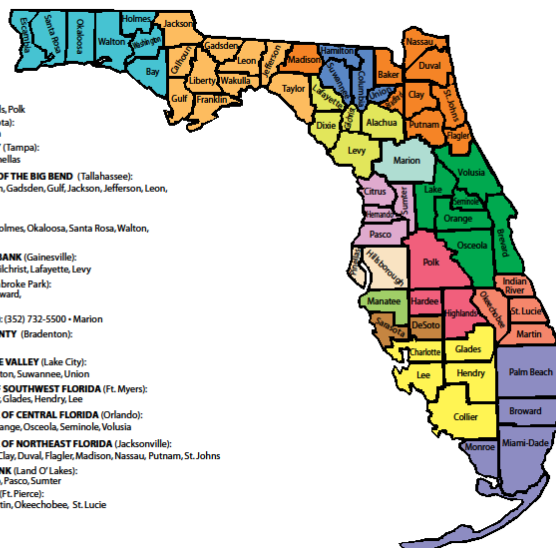 Holmes
Jackson
Escambia
Santa Rosa
Okaloosa
Walton
Washington
Bay
Calhoun
Gadsden
Leon
Jefferson
Liberty
Wakulla
Gulf
Franklin
Madison
Taylor
Hamilton
Suwannee
Columbia
Baker
Nassau
Duval
Union
Clay
St. Johns
Lafayette
Dixie
Alachua
Putnam
Flagler
Levy
Marion
Volusia
Citrus
Sumter
Lake
Seminole
Hernando
Orange
Pasco
Brevard
Osceola
Pinellas
Hillsborough
Polk
Indian
River
Manatee
Hardee
Highlands
Okeechobee
St. Lucie
Sarasota
DeSoto
Martin
Charlotte
Glades
Lee
Hendry
Palm Beach
Collier
Broward
Monroe
Miami-Dade
ls, Polk
ota):
(Tampa):
nellas
OF THE BIG BEND (Tallahassee):
n, Gadsden, Gulf, Jackson, Jefferson, Leon,
olmes, Okaloosa, Santa Rosa, Walton,
BANK (Gainesville):
ilchrist, Lafayette, Levy
nbroke Park):
ward,
: (352) 732-5500 • Marion
NTY (Bradenton):
E VALLEY (Lake City):
ton, Suwannee, Union
F SOUTHWEST FLORIDA (Ft. Myers):
, Glades, Hendry, Lee
OF CENTRAL FLORIDA (Orlando):
ange, Osceola, Seminole, Volusia
OF NORTHEAST FLORIDA (Jacksonville):
Clay, Duval, Flagler, Madison, Nassau, Putnam, St. Johns
NK (Land O' Lakes):
, Pasco, Sumter
(Ft. Pierce):
tin, Okeechobee, St. Lucie